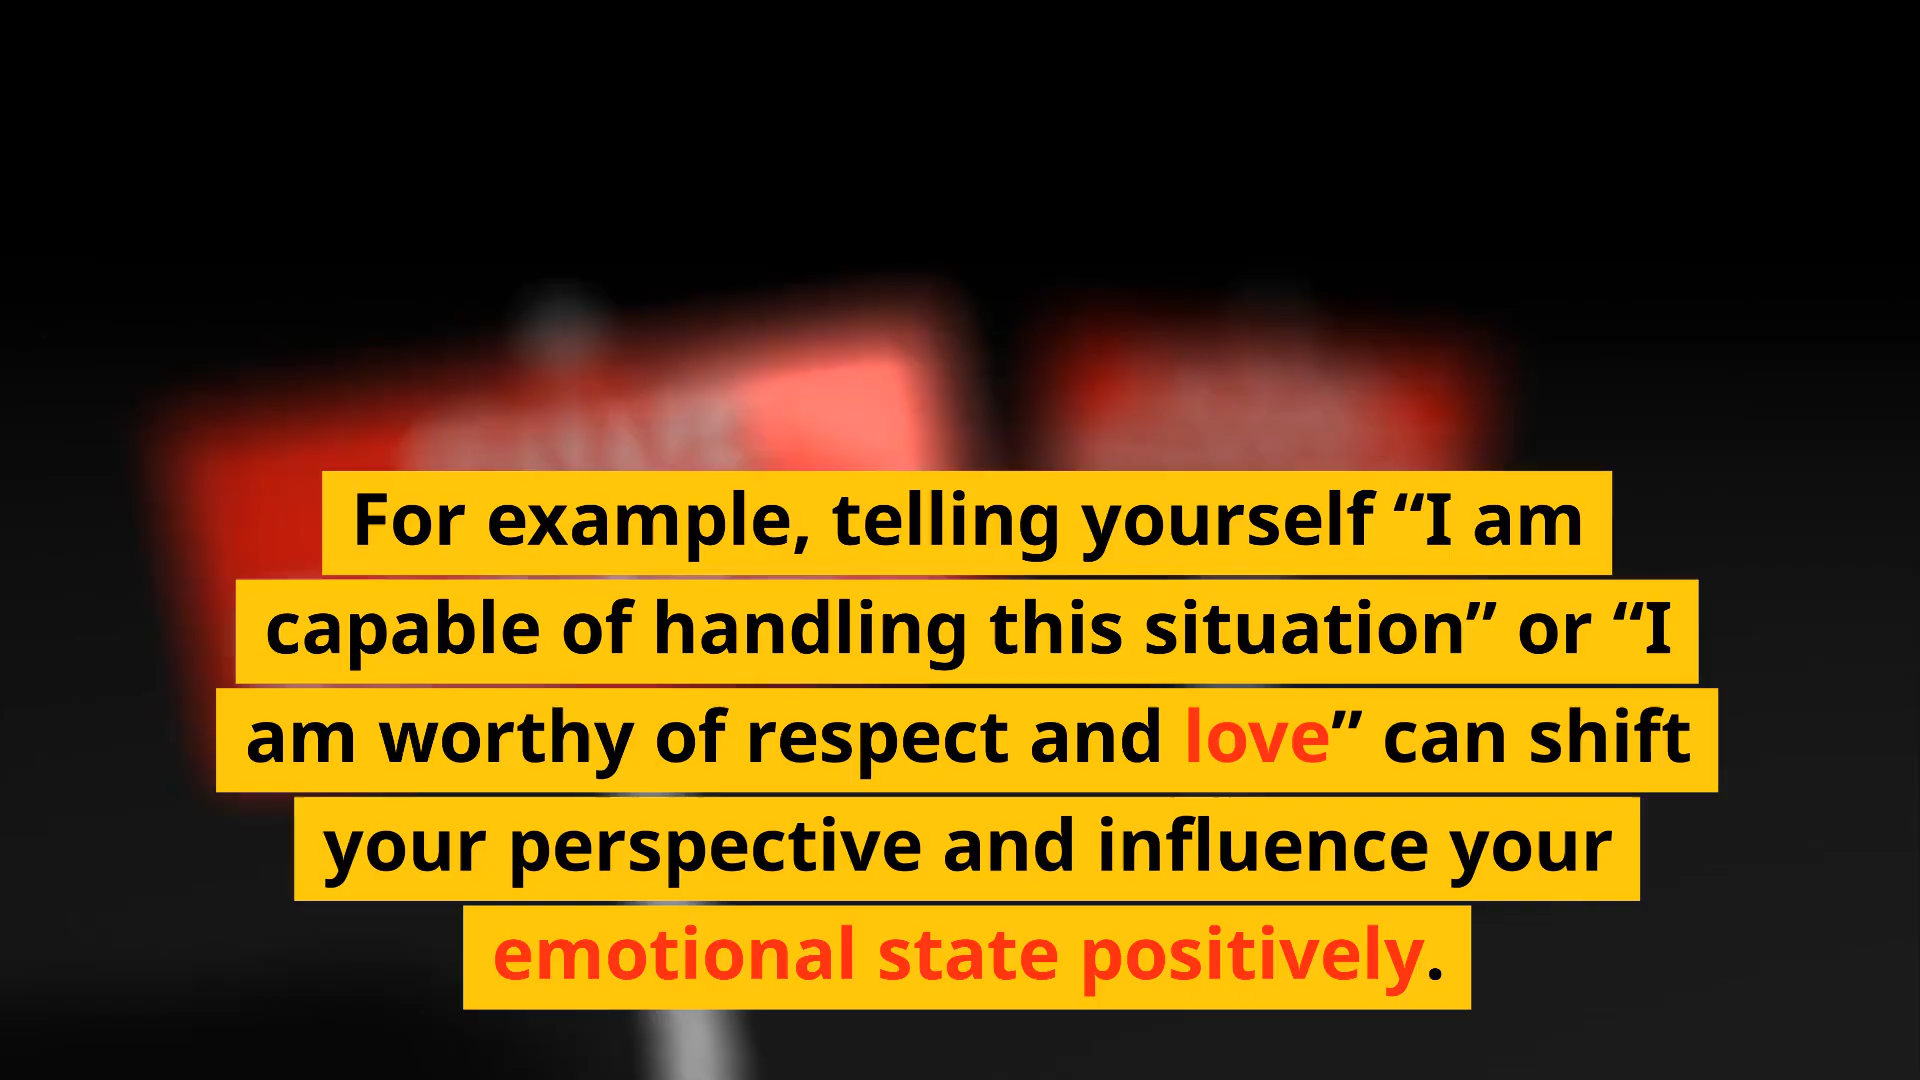 For example, telling yourself “I am
capable of handling this situation” or “I
am worthy of respect and love” can shift
your perspective and influence your
emotional state positively.